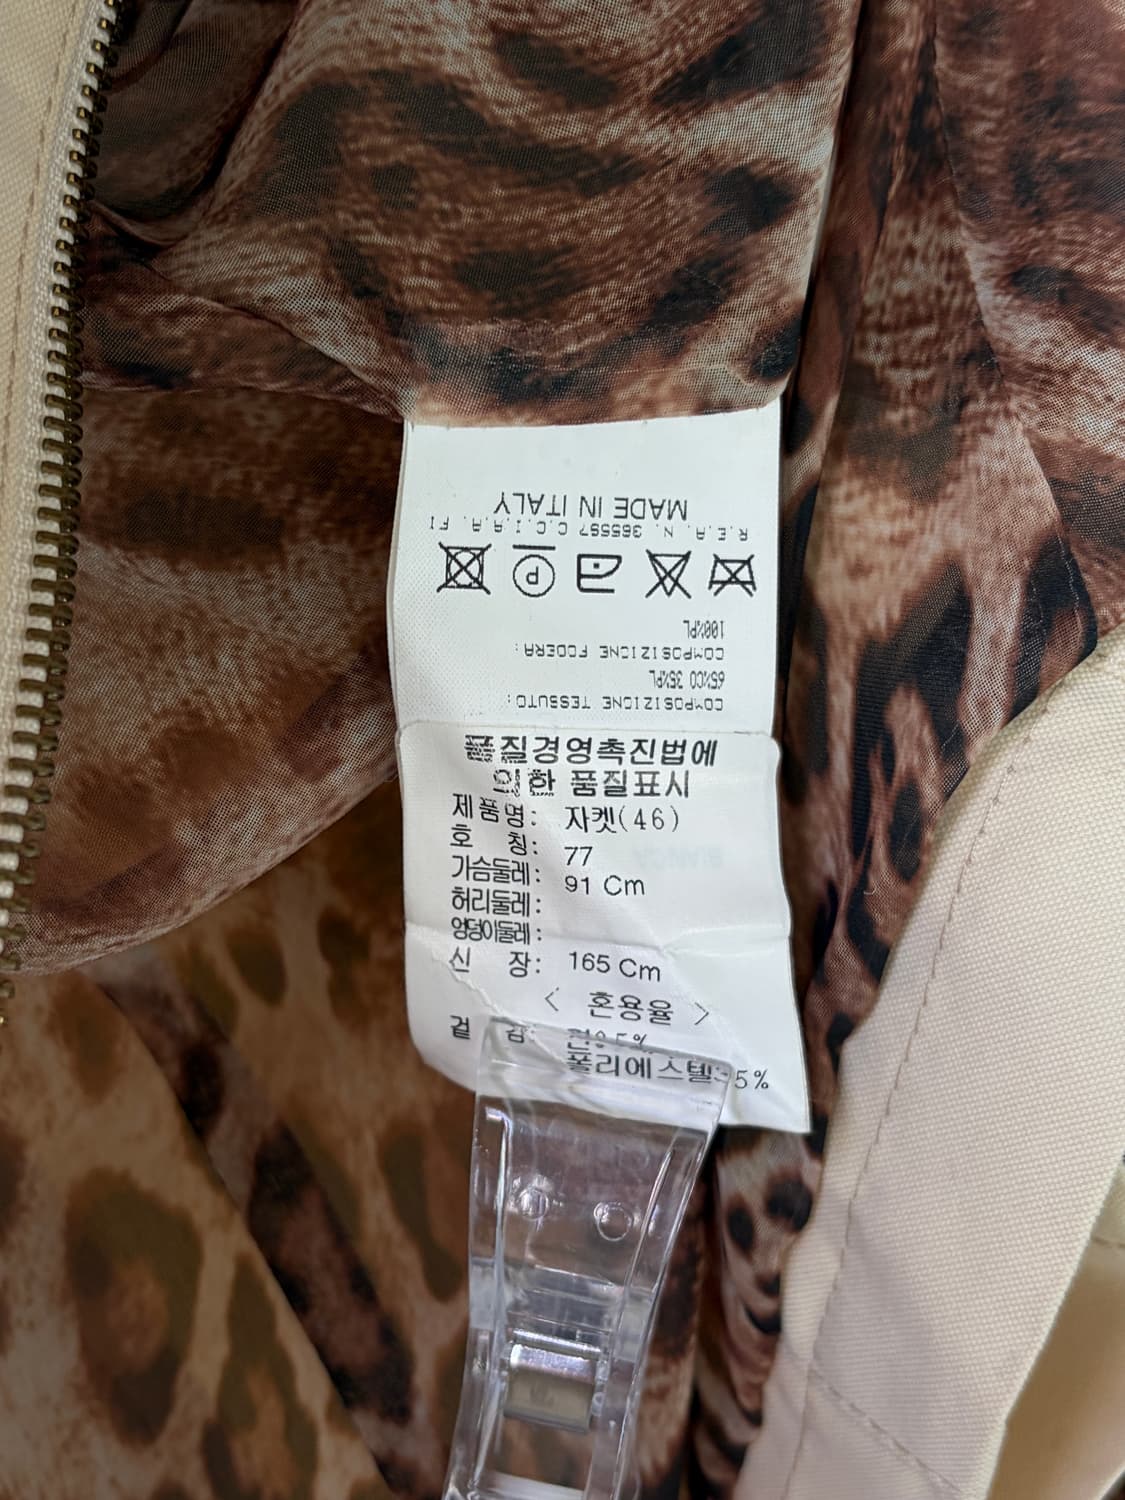 MADE IN ITALY
R.E.A. N. 365557 C.C.I.A.A. FI
P
100%PL
COMPOSIZIONE FODERA:
65%CO 35%PL
COMPOSIZIONE TESSUTO:
품질경영촉진법에
의한 품질표시
제품명: 자켓(46)
호 칭: 77
가슴둘레: 91 Cm
허리둘레:
엉덩이둘레:
신 장: 165 Cm
< 혼용율 >
겉 감:
폴리에스텔